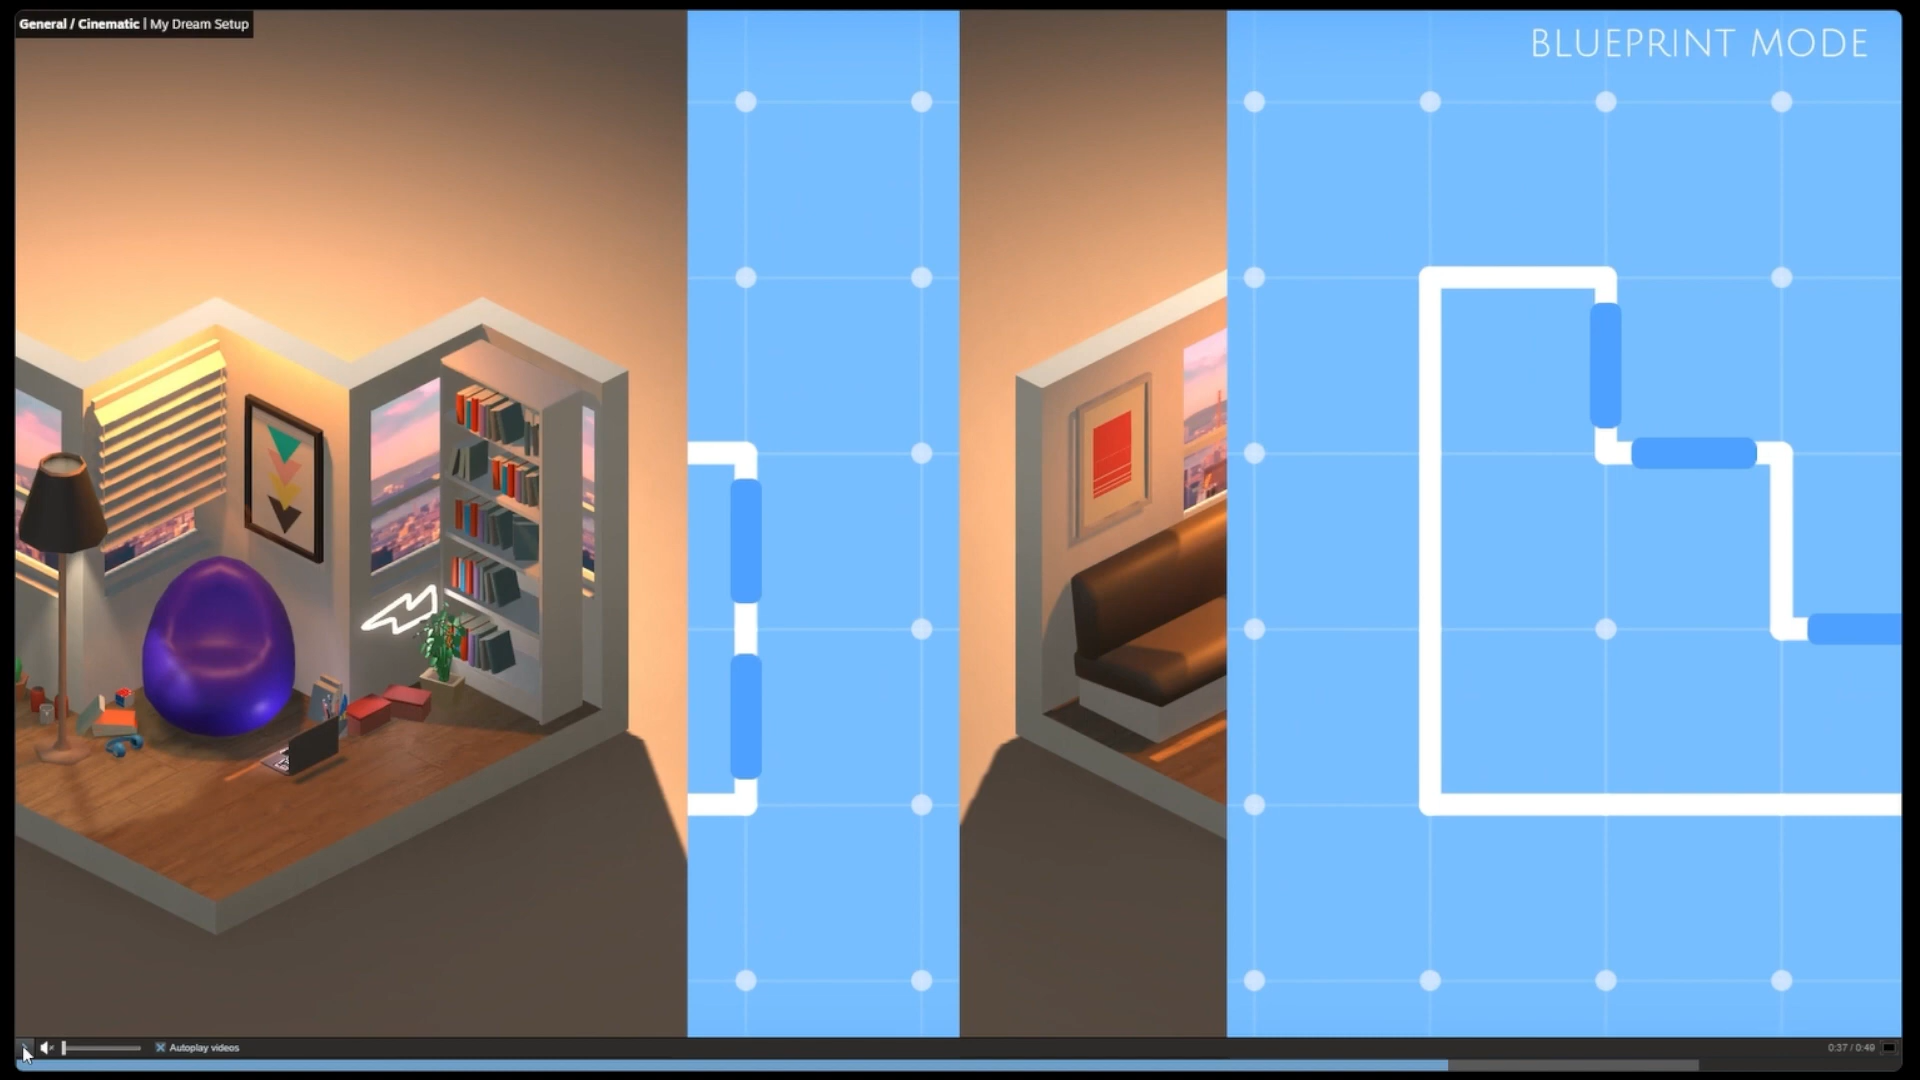 General / Cinematic | My Dream Setup
BLUEPRINT MODE
Autoplay videos
0:37 / 0:49